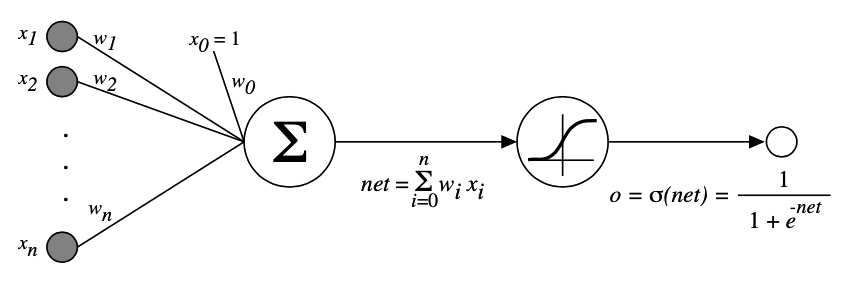 x1 w1
x0 = 1
x2 w2
w0
.
.
.
Σ
n
net = Σ wi xi
i=0
o = σ(net) = 1
1 + e^-net
wn
xn